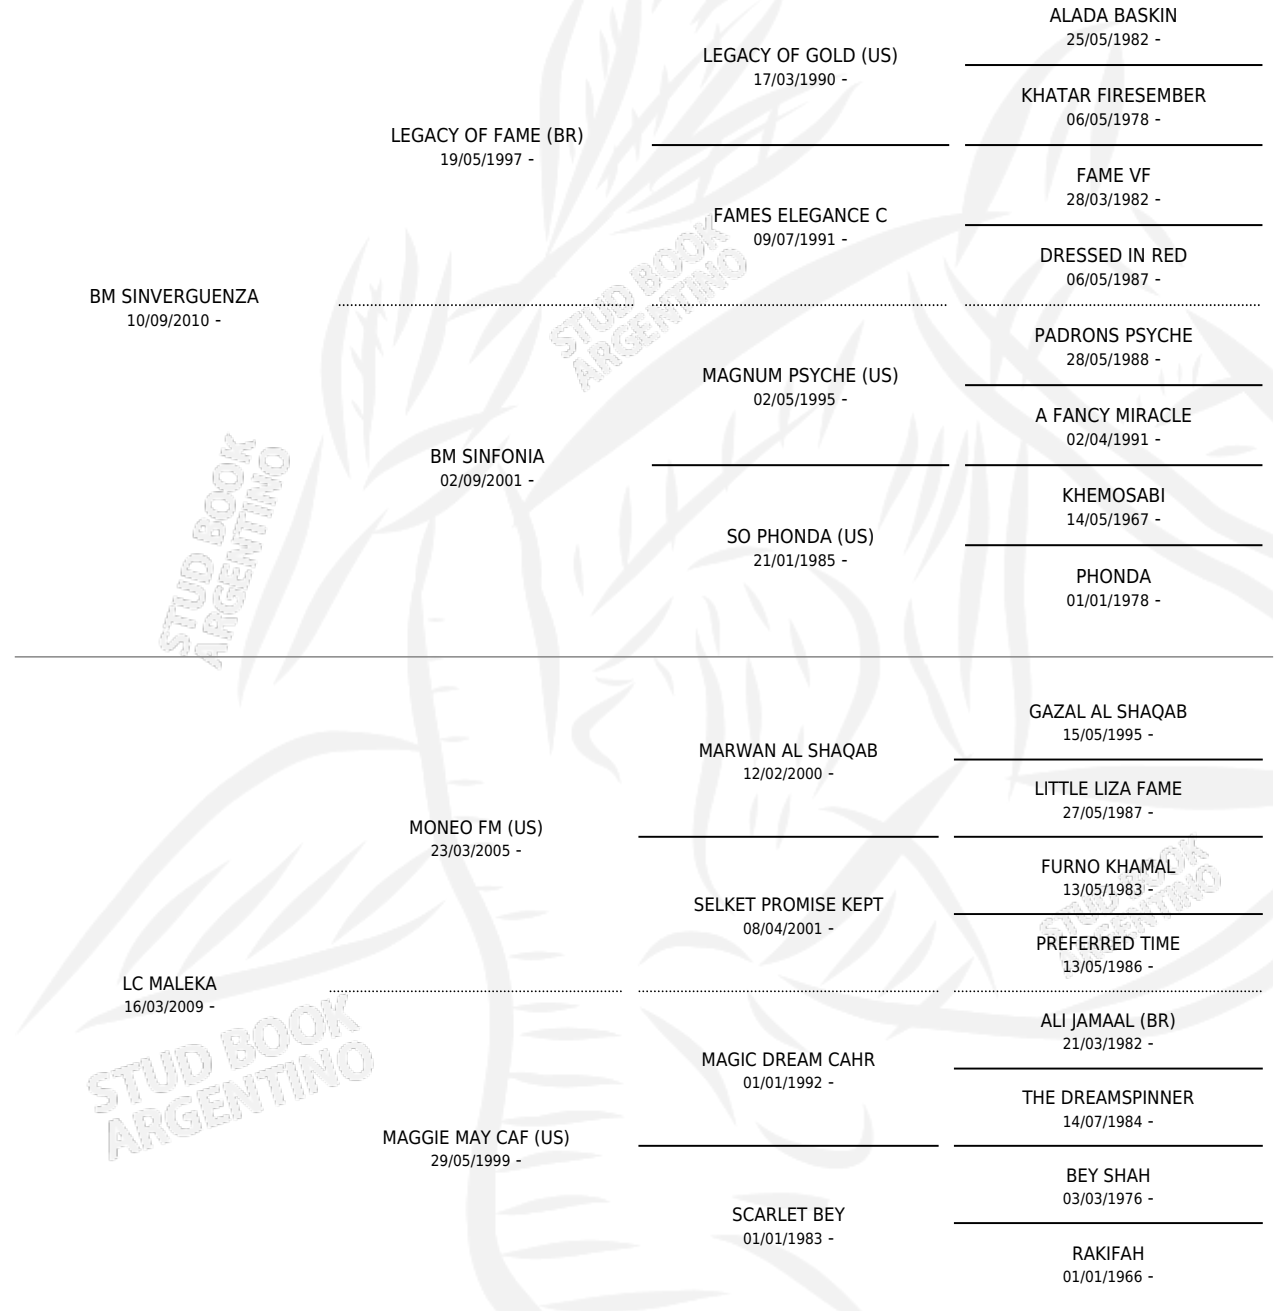 ALADA BASKIN
25/05/1982 -
LEGACY OF GOLD (US)
17/03/1990 -
KHATAR FIRESEMBER
06/05/1978 -
LEGACY OF FAME (BR)
19/05/1997 -
FAME VF
28/03/1982 -
FAMES ELEGANCE C
09/07/1991 -
DRESSED IN RED
06/05/1987 -
BM SINVERGUENZA
10/09/2010 -
STUD BOOK
ARGENTINO
PADRONS PSYCHE
28/05/1988 -
MAGNUM PSYCHE (US)
02/05/1995 -
A FANCY MIRACLE
02/04/1991 -
BM SINFONIA
02/09/2001 -
KHEMOSABI
14/05/1967 -
SO PHONDA (US)
21/01/1985 -
PHONDA
01/01/1978 -
STUD BOOK
ARGENTINO
GAZAL AL SHAQAB
15/05/1995 -
MARWAN AL SHAQAB
12/02/2000 -
LITTLE LIZA FAME
27/05/1987 -
MONEO FM (US)
23/03/2005 -
FURNO KHAMAL
13/05/1983 -
SELKET PROMISE KEPT
08/04/2001 -
PREFERRED TIME
13/05/1986 -
STUD BOOK
ARGENTINO
LC MALEKA
16/03/2009 -
ALI JAMAAL (BR)
21/03/1982 -
MAGIC DREAM CAHR
01/01/1992 -
THE DREAMSPINNER
14/07/1984 -
MAGGIE MAY CAF (US)
29/05/1999 -
BEY SHAH
03/03/1976 -
SCARLET BEY
01/01/1983 -
RAKIFAH
01/01/1966 -
STUD BOOK
ARGENTINO